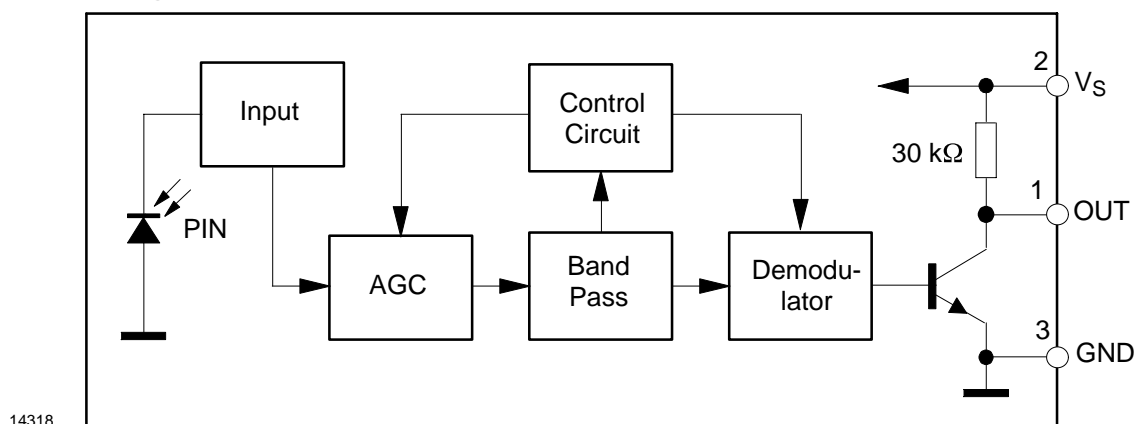 Input
Control
Circuit
2
V_S
30 kΩ
1
OUT
PIN
AGC
Band
Pass
Demodu-
lator
3
GND
14318